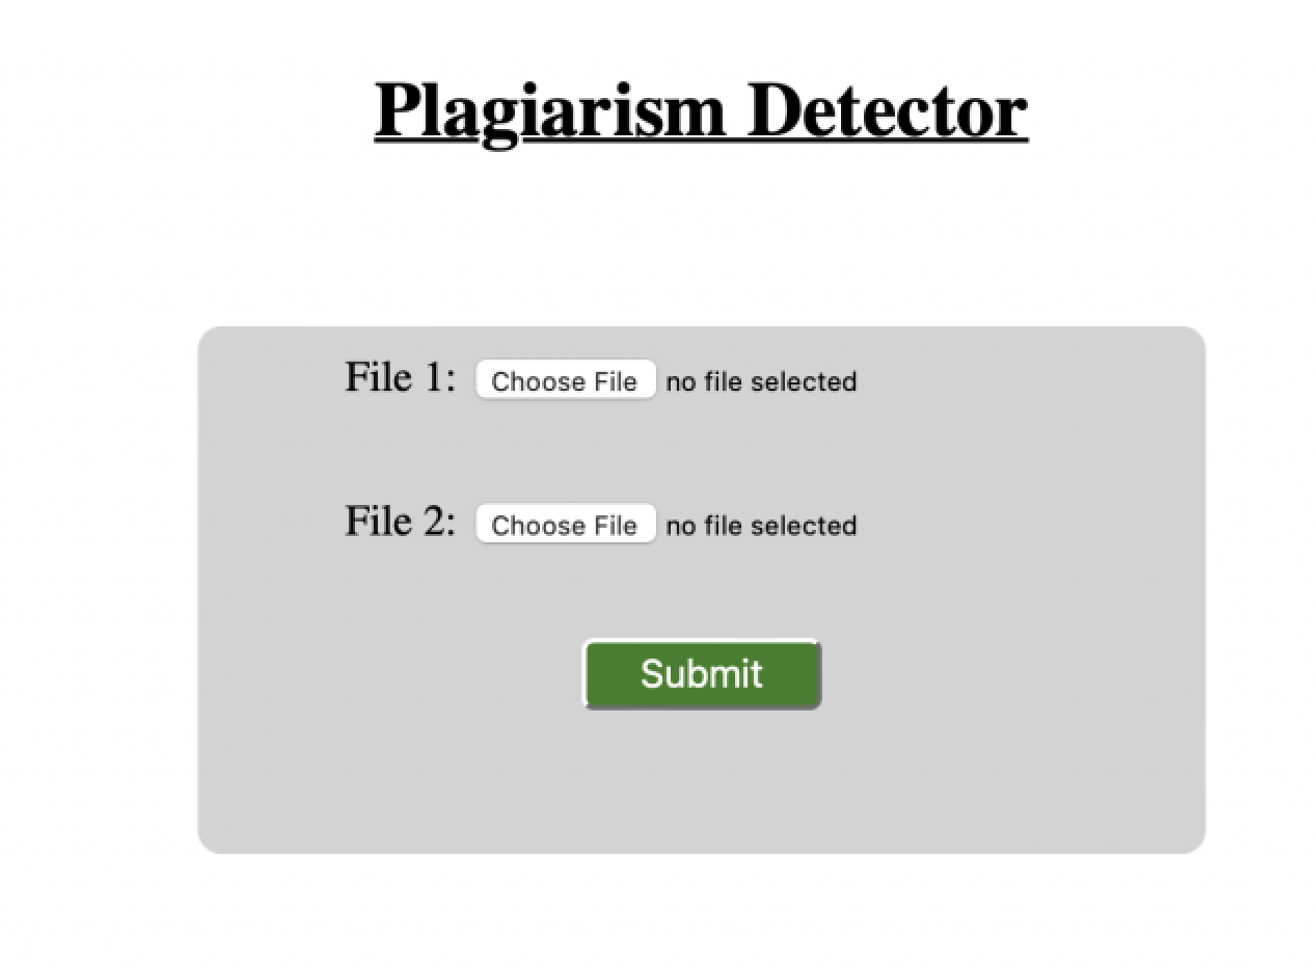 Plagiarism Detector
File 1: Choose File no file selected
File 2: Choose File no file selected
Submit